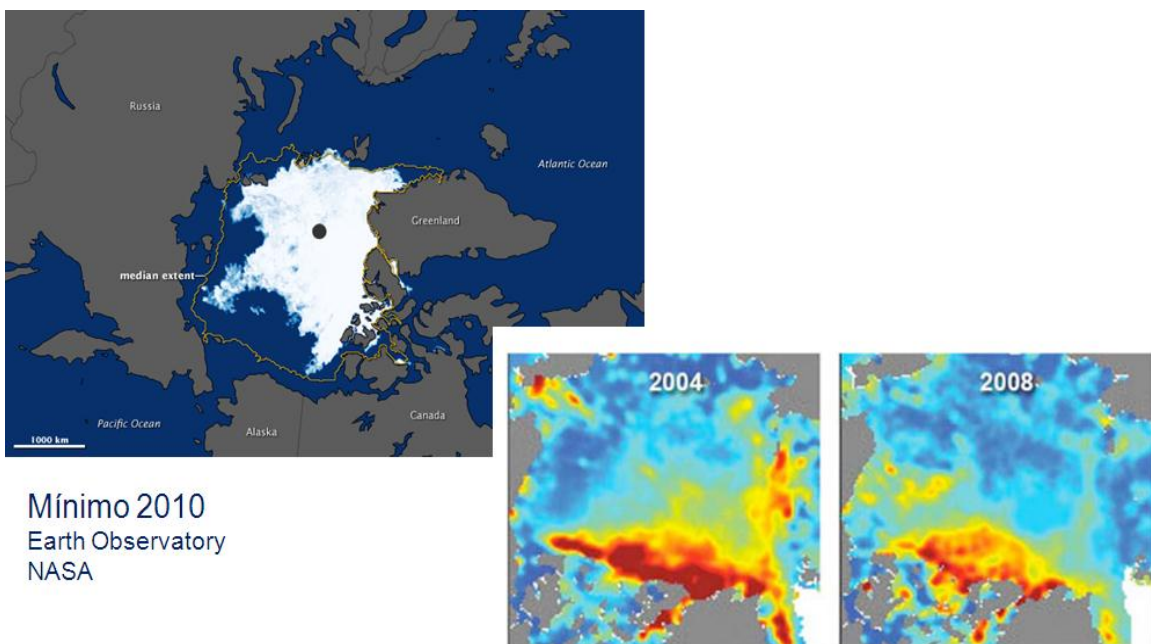 Russia
Atlantic Ocean
Greenland
median extent
Pacific Ocean
Alaska
Canada
1000 km
2004
2008
Mínimo 2010
Earth Observatory
NASA